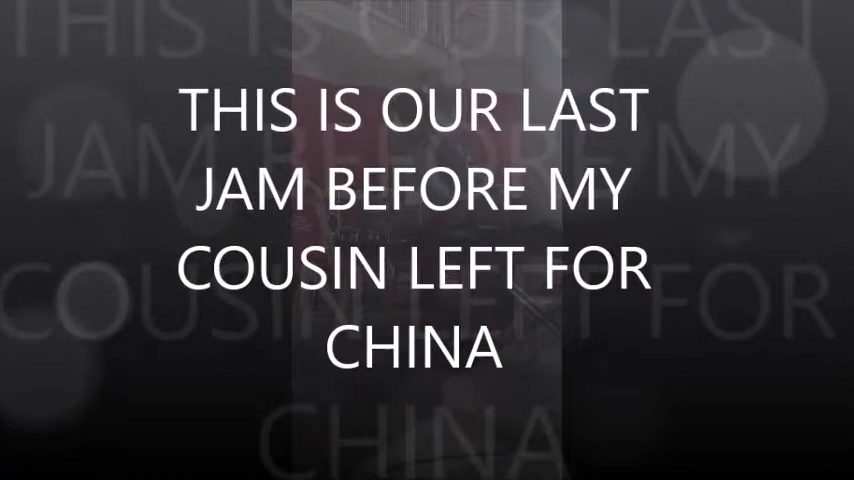 THIS IS OUR LAST
JAM BEFORE MY
COUSIN LEFT FOR
CHINA